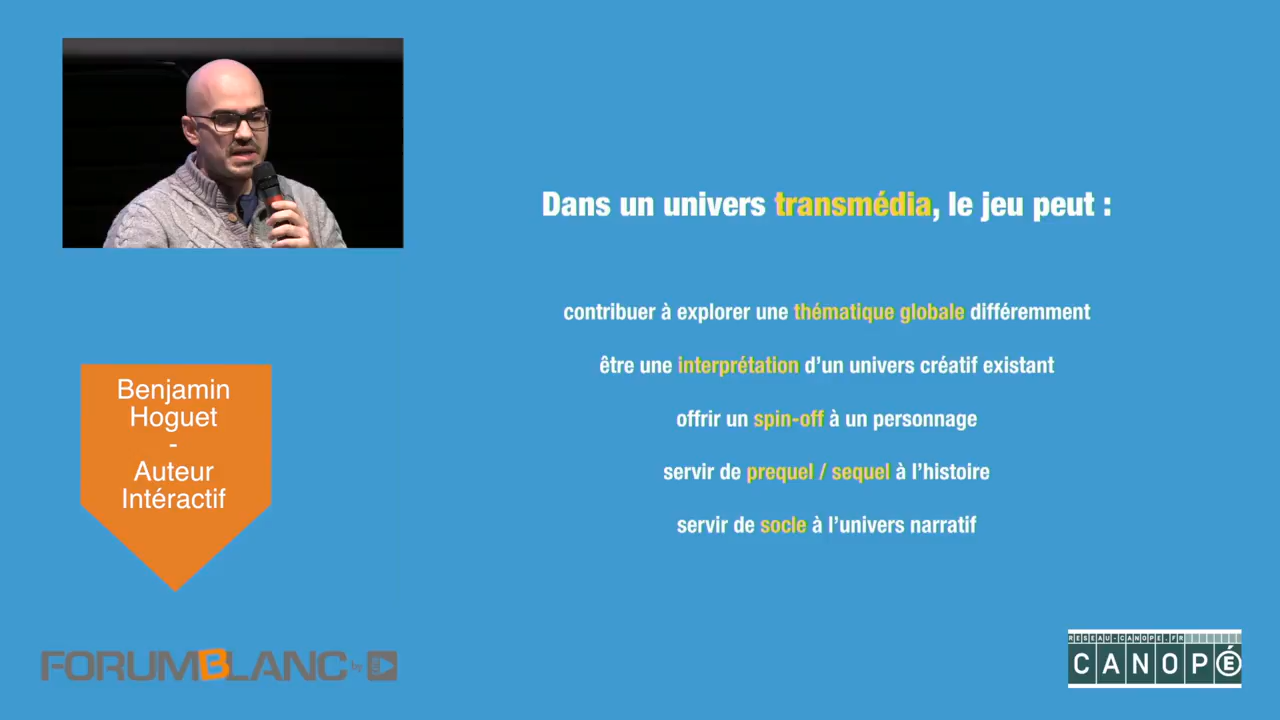 Dans un univers transmédia, le jeu peut :
contribuer à explorer une thématique globale différemment
être une interprétation d'un univers créatif existant
offrir un spin-off à un personnage
servir de prequel / sequel à l'histoire
servir de socle à l'univers narratif
Benjamin
Hoguet
-
Auteur
Intéractif
FORUMBLANC by
RESEAU-CANOPE.FR
CANOPÉ